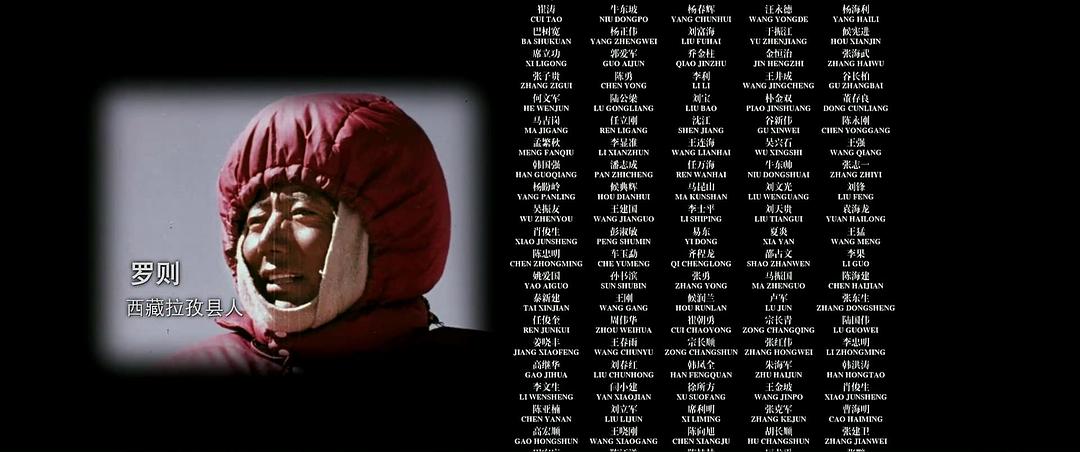 罗则
西藏拉孜县人
崔涛 牛东坡 杨春辉 汪永德 杨海利
CUI TAO NIU DONGPO YANG CHUNHUI WANG YONGDE YANG HAILI
巴树宽 杨正伟 刘富海 于振江 候宪进
BA SHUKUAN YANG ZHENGWEI LIU FUHAI YU ZHENJIANG HOU XIANJIN
席立功 郭爱军 乔金柱 金恒治 张海武
XI LIGONG GUO AIJUN QIAO JINZHU JIN HENGZHI ZHANG HAIWU
张子贵 陈勇 李利 王井成 谷长柏
ZHANG ZIGUI CHEN YONG LI LI WANG JINGCHENG GU ZHANGBAI
何文军 陆公梁 刘宝 朴金双 董存良
HE WENJUN LU GONGLIANG LIU BAO PIAO JINSHUANG DONG CUNLIANG
马吉岗 任立刚 沈江 谷新伟 陈永刚
MA JIGANG REN LIGANG SHEN JIANG GU XINWEI CHEN YONGGANG
孟繁秋 李显准 王连海 吴兴石 王强
MENG FANQIU LI XIANZHUN WANG LIANHAI WU XINGSHI WANG QIANG
韩国强 潘志成 任万海 牛东帅 张志一
HAN GUOQIANG PAN ZHICHENG REN WANHAI NIU DONGSHUAI ZHANG ZHIYI
杨盼岭 候典辉 马昆山 刘文光 刘锋
YANG PANLING HOU DIANHUI MA KUNSHAN LIU WENGUANG LIU FENG
吴振友 王建国 李士平 刘天贵 袁海龙
WU ZHENYOU WANG JIANGUO LI SHIPING LIU TIANGUI YUAN HAILONG
肖俊生 彭淑敏 易东 夏炎 王猛
XIAO JUNSHENG PENG SHUMIN YI DONG XIA YAN WANG MENG
陈忠明 车玉勐 齐程龙 邵占文 李果
CHEN ZHONGMING CHE YUMENG QI CHENGLONG SHAO ZHANWEN LI GUO
姚爱国 孙书滨 张勇 马振国 陈海建
YAO AIGUO SUN SHUBIN ZHANG YONG MA ZHENGUO CHEN HAIJIAN
泰新建 王刚 候润兰 卢军 张东生
TAI XINJIAN WANG GANG HOU RUNLAN LU JUN ZHANG DONGSHENG
任俊奎 周伟华 崔朝勇 宗长青 陆国伟
REN JUNKUI ZHOU WEIHUA CUI CHAOYONG ZONG CHANGQING LU GUOWEI
姜晓丰 王春雨 宗长顺 张红伟 李忠明
JIANG XIAOFENG WANG CHUNYU ZONG CHANGSHUN ZHANG HONGWEI LI ZHONGMING
高继华 刘春红 韩凤全 朱海军 韩洪涛
GAO JIHUA LIU CHUNHONG HAN FENGQUAN ZHU HAIJUN HAN HONGTAO
李文生 闫小建 徐所方 王金坡 肖俊生
LI WENSHENG YAN XIAOJIAN XU SUOFANG WANG JINPO XIAO JUNSHENG
陈亚楠 刘立军 席利明 张克军 曹海明
CHEN YANAN LIU LIJUN XI LIMING ZHANG KEJUN CAO HAIMING
高宏顺 王晓刚 陈向旭 胡长顺 张建卫
GAO HONGSHUN WANG XIAOGANG CHEN XIANGJU HU CHANGSHUN ZHANG JIANWEI